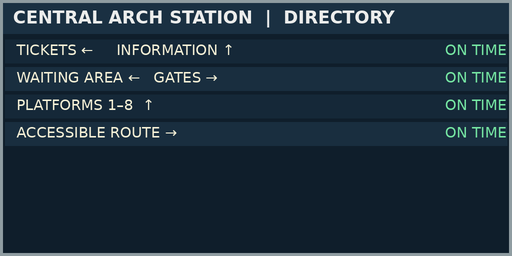 CENTRAL ARCH STATION | DIRECTORY
TICKETS ← INFORMATION ↑ ON TIME
WAITING AREA ← GATES → ON TIME
PLATFORMS 1–8 ↑ ON TIME
ACCESSIBLE ROUTE → ON TIME